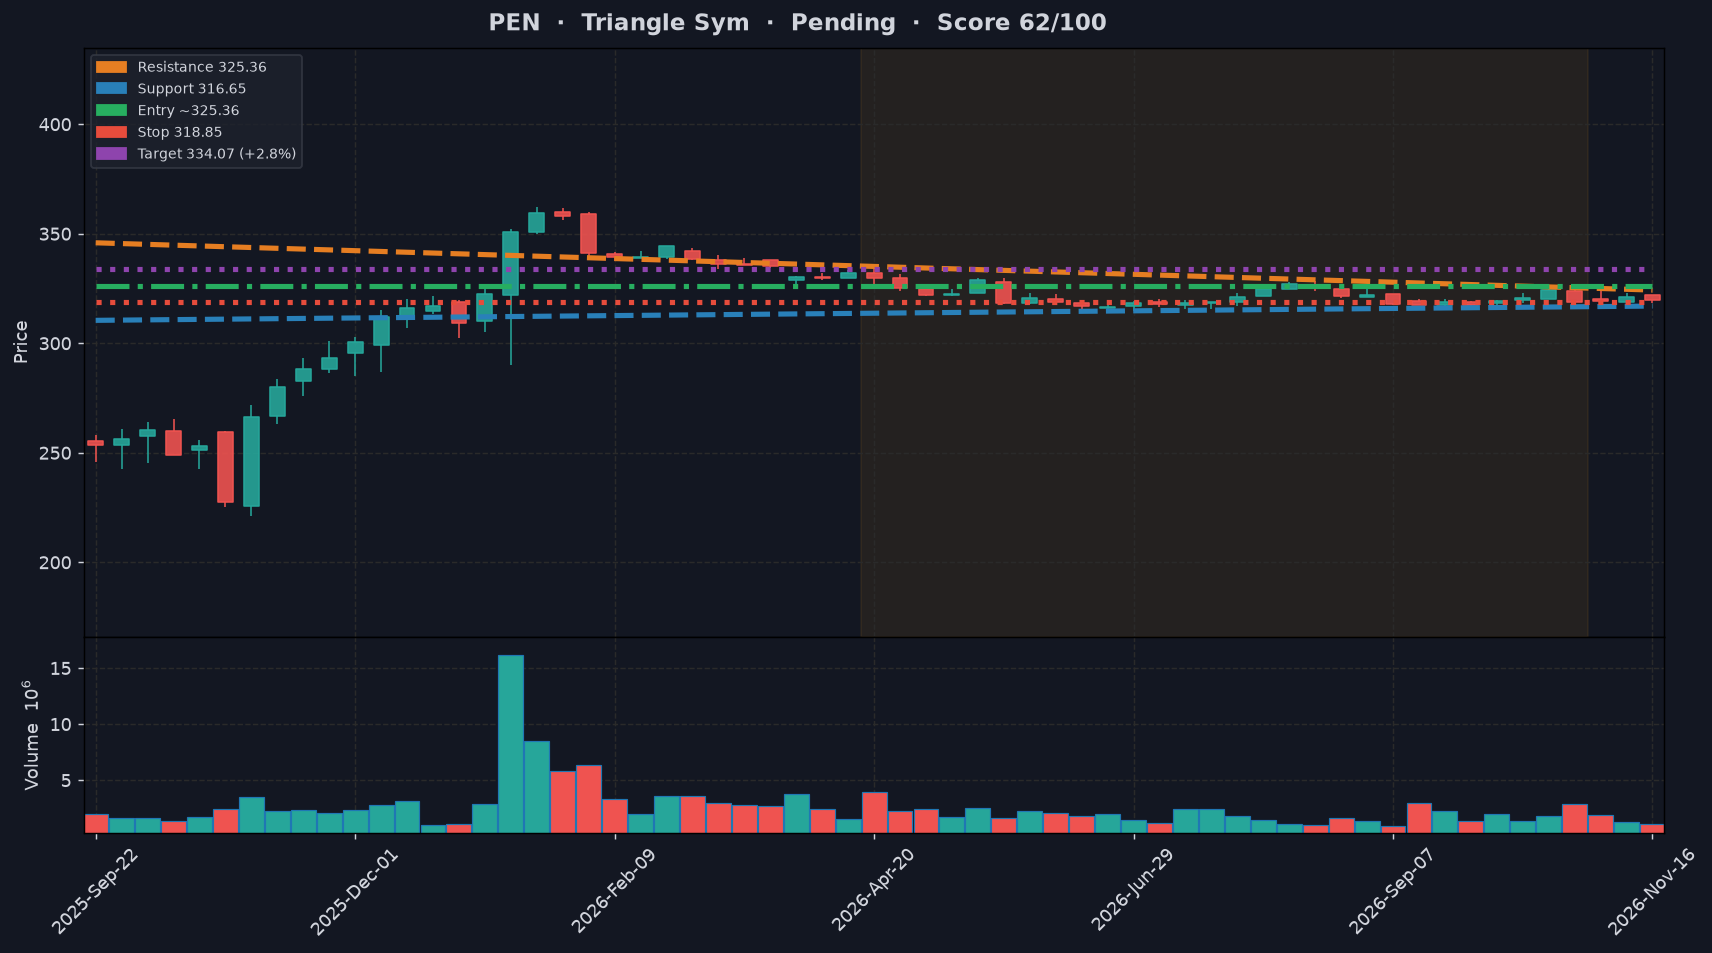 PEN · Triangle Sym · Pending · Score 62/100
Resistance 325.36
Support 316.65
Entry ~325.36
Stop 318.85
Target 334.07 (+2.8%)
400
350
300
250
200
Price
15
10
5
Volume 10⁶
2025-Sep-22
2025-Dec-01
2026-Feb-09
2026-Apr-20
2026-Jun-29
2026-Sep-07
2026-Nov-16